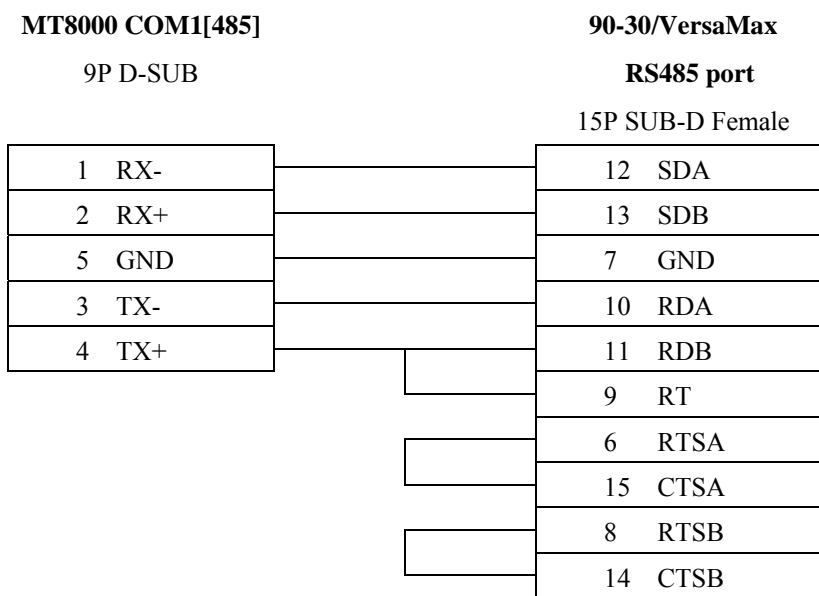 MT8000 COM1[485] 90-30/VersaMax
9P D-SUB RS485 port
15P SUB-D Female
1 RX- 12 SDA
2 RX+ 13 SDB
5 GND 7 GND
3 TX- 10 RDA
4 TX+ 11 RDB
9 RT
6 RTSA
15 CTSA
8 RTSB
14 CTSB